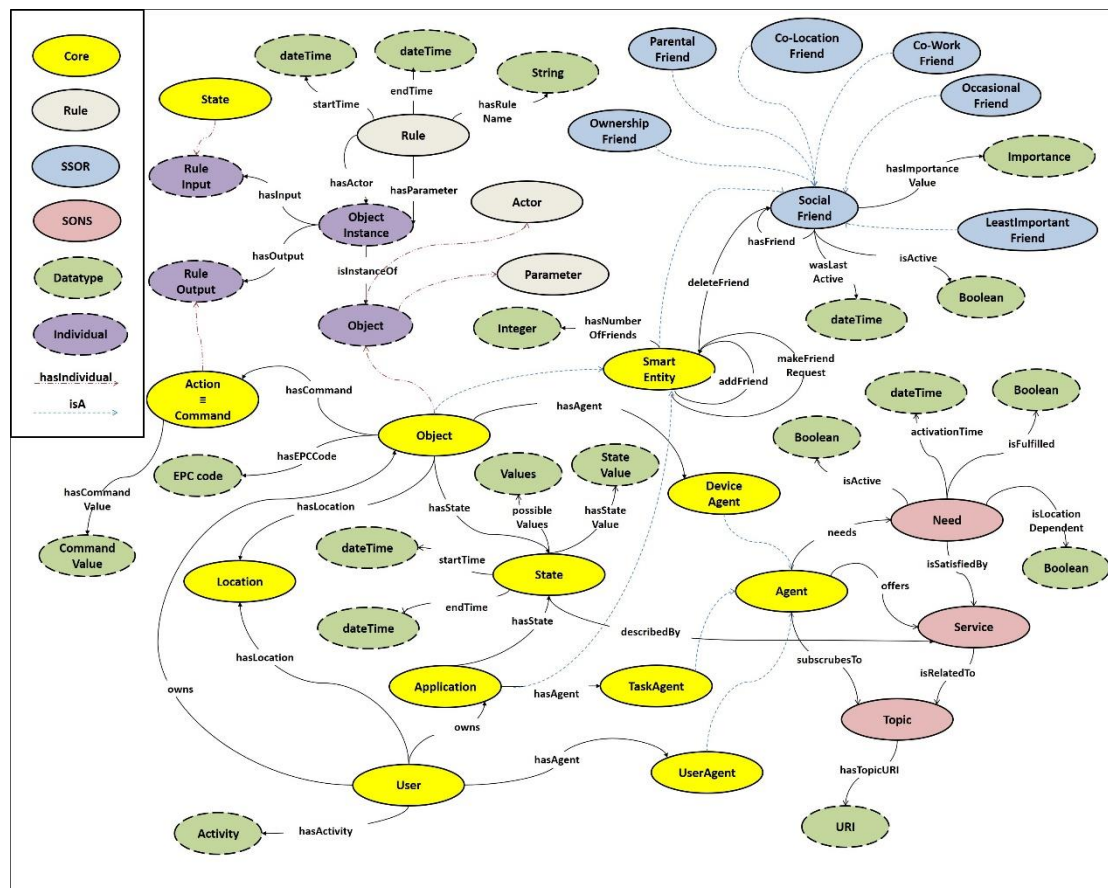 Core
Rule
SSOR
SONS
Datatype
Individual
hasIndividual
isA
State
Rule
Input
Rule
Output
hasInput
hasOutput
dateTime
dateTime
String
startTime
endTime
hasRule
Name
Rule
hasActor
hasParameter
Object
Instance
isInstanceOf
Object
Actor
Parameter
Parental
Friend
Co-Location
Friend
Co-Work
Friend
Occasional
Friend
Ownership
Friend
hasImportance
Value
Importance
Social
Friend
hasFriend
LeastImportant
Friend
wasLast
Active
isActive
Boolean
dateTime
deleteFriend
Integer
hasNumber
OfFriends
Smart
Entity
addFriend
makeFriend
Request
Action
≡
Command
hasCommand
Object
hasAgent
hasEPCCode
EPC code
hasCommand
Value
Command
Value
hasLocation
Location
hasState
Values
State
Value
possible
Values
hasStateValue
Device
Agent
dateTime
startTime
State
endTime
dateTime
hasState
describedBy
dateTime
Boolean
Boolean
activationTime
isFulfilled
isActive
Need
needs
isLocation
Dependent
Boolean
isSatisfiedBy
Agent
offers
Service
subscrubesTo
isRelatedTo
Topic
hasTopicURI
URI
hasLocation
owns
Application
hasAgent
TaskAgent
owns
hasAgent
User
UserAgent
Activity
hasActivity